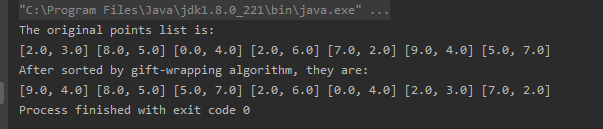 "C:\Program Files\Java\jdk1.8.0_221\bin\java.exe" ...
The original points list is:
[2.0, 3.0] [8.0, 5.0] [0.0, 4.0] [2.0, 6.0] [7.0, 2.0] [9.0, 4.0] [5.0, 7.0]
After sorted by gift-wrapping algorithm, they are:
[9.0, 4.0] [8.0, 5.0] [5.0, 7.0] [2.0, 6.0] [0.0, 4.0] [2.0, 3.0] [7.0, 2.0]
Process finished with exit code 0